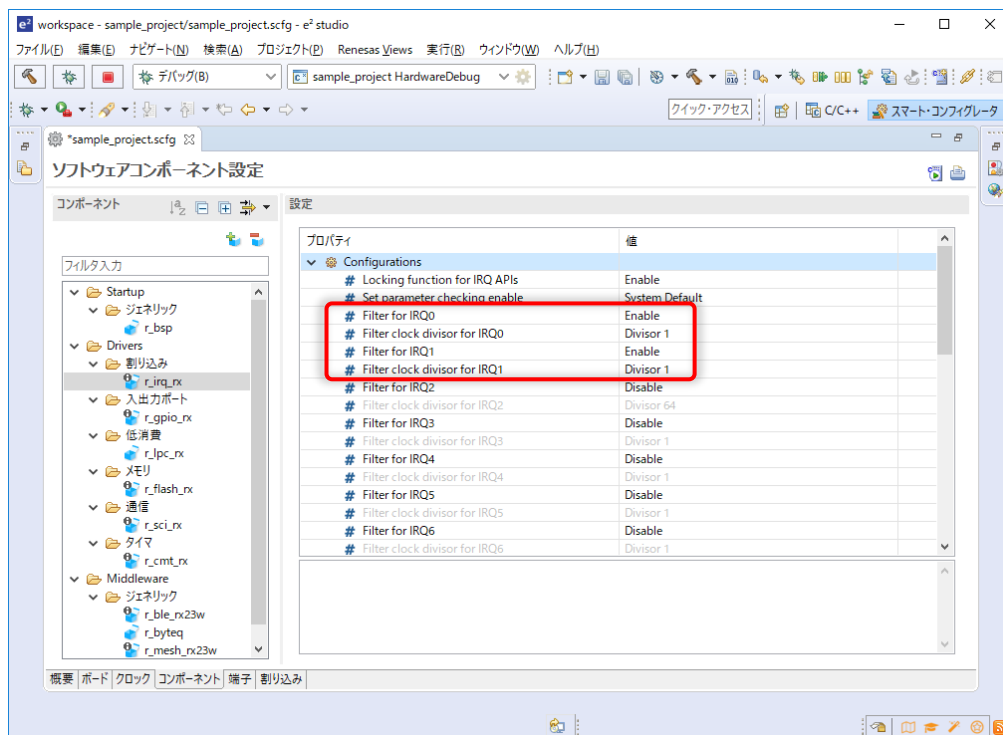 workspace - sample_project/sample_project.scfg - e² studio
ファイル(F) 編集(E) ナビゲート(N) 検索(A) プロジェクト(P) Renesas Views 実行(R) ウィンドウ(W) ヘルプ(H)
デバッグ(B) sample_project HardwareDebug
クイック・アクセス C/C++ スマート・コンフィグレータ
*sample_project.scfg
ソフトウェアコンポーネント設定
コンポーネント
設定
フィルタ入力
Startup
ジェネリック
r_bsp
Drivers
割り込み
r_irq_rx
入出力ポート
r_gpio_rx
低消費
r_lpc_rx
メモリ
r_flash_rx
通信
r_sci_rx
タイマ
r_cmt_rx
Middleware
ジェネリック
r_ble_rx23w
r_byteq
r_mesh_rx23w
プロパティ 値
Configurations
# Locking function for IRQ APIs Enable
# Set parameter checking enable System Default
# Filter for IRQ0 Enable
# Filter clock divisor for IRQ0 Divisor 1
# Filter for IRQ1 Enable
# Filter clock divisor for IRQ1 Divisor 1
# Filter for IRQ2 Disable
# Filter clock divisor for IRQ2 Divisor 64
# Filter for IRQ3 Disable
# Filter clock divisor for IRQ3 Divisor 1
# Filter for IRQ4 Disable
# Filter clock divisor for IRQ4 Divisor 1
# Filter for IRQ5 Disable
# Filter clock divisor for IRQ5 Divisor 1
# Filter for IRQ6 Disable
# Filter clock divisor for IRQ6 Divisor 1
概要 ボード クロック コンポーネント 端子 割り込み